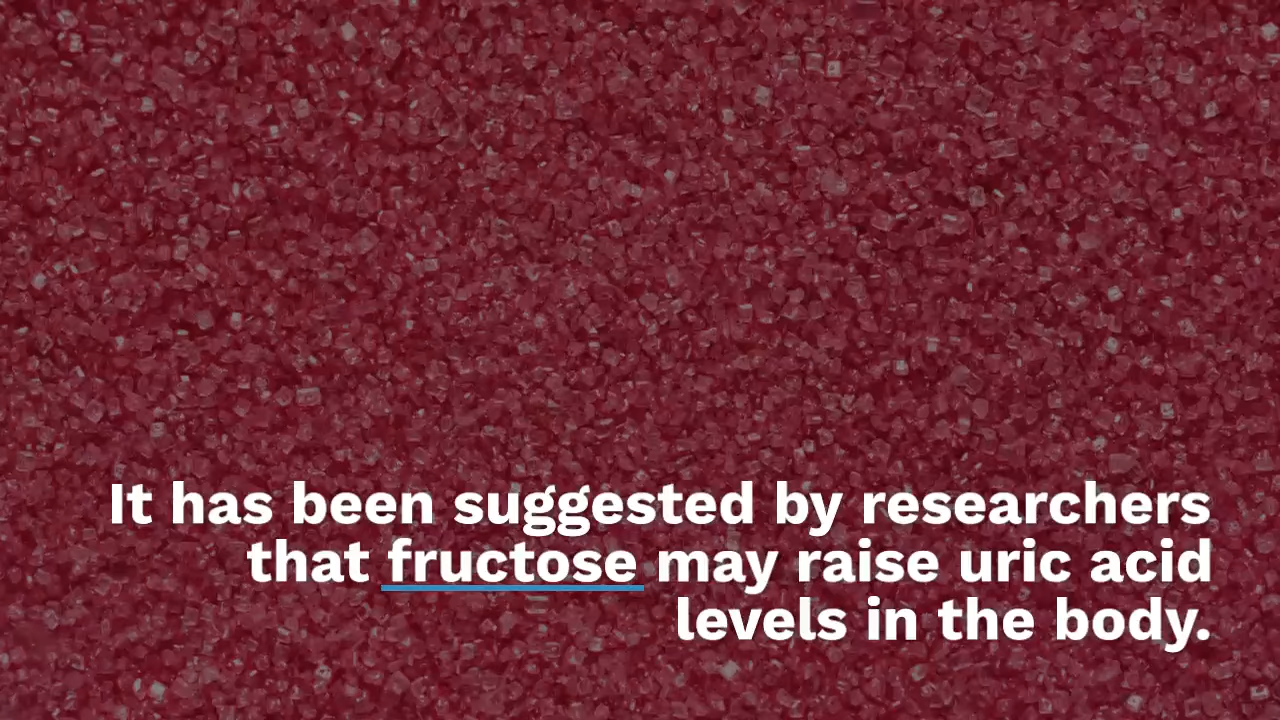 It has been suggested by researchers
that fructose may raise uric acid
levels in the body.